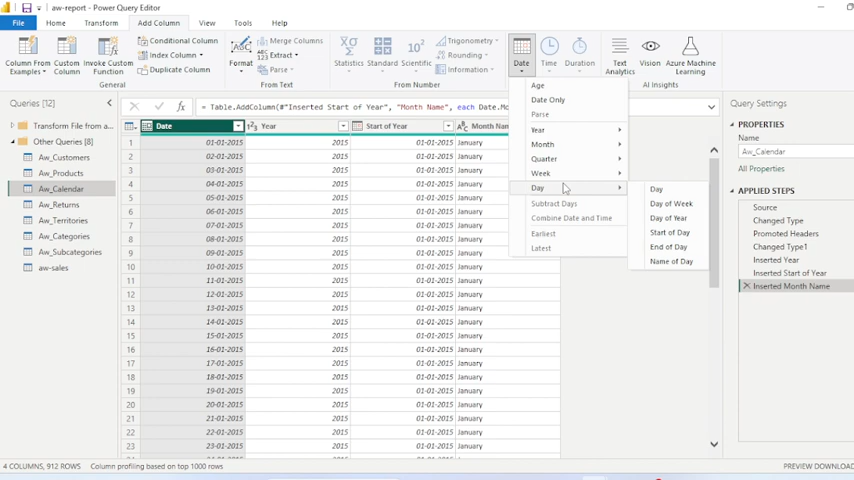 aw-report - Power Query Editor
File Home Transform Add Column View Tools Help
Column From Examples Custom Column Invoke Custom Function
Conditional Column
Index Column
Duplicate Column
General
Format
Merge Columns
Extract
Parse
From Text
Statistics Standard Scientific
Trigonometry
Rounding
Information
From Number
Date Time Duration
Text Analytics Vision Azure Machine Learning
AI Insights
Queries [12]
Transform File from a...
Other Queries [8]
Aw_Customers
Aw_Products
Aw_Calendar
Aw_Returns
Aw_Territories
Aw_Categories
Aw_Subcategories
aw-sales
= Table.AddColumn(#"Inserted Start of Year", "Month Name", each Date.Mo
Date Year Start of Year Month Nam
1 01-01-2015 2015 01-01-2015 January
2 02-01-2015 2015 01-01-2015 January
3 03-01-2015 2015 01-01-2015 January
4 04-01-2015 2015 01-01-2015 January
5 05-01-2015 2015 01-01-2015 January
6 06-01-2015 2015 01-01-2015 January
7 07-01-2015 2015 01-01-2015 January
8 08-01-2015 2015 01-01-2015 January
9 09-01-2015 2015 01-01-2015 January
10 10-01-2015 2015 01-01-2015 January
11 11-01-2015 2015 01-01-2015 January
12 12-01-2015 2015 01-01-2015 January
13 13-01-2015 2015 01-01-2015 January
14 14-01-2015 2015 01-01-2015 January
15 15-01-2015 2015 01-01-2015 January
16 16-01-2015 2015 01-01-2015 January
17 17-01-2015 2015 01-01-2015 January
18 18-01-2015 2015 01-01-2015 January
19 19-01-2015 2015 01-01-2015 January
20 20-01-2015 2015 01-01-2015 January
21 21-01-2015 2015 01-01-2015 January
22 22-01-2015 2015 01-01-2015 January
23 23-01-2015 2015 01-01-2015 January
Age
Date Only
Parse
Year
Month
Quarter
Week
Day
Subtract Days
Combine Date and Time
Earliest
Latest
Day
Day of Week
Day of Year
Start of Day
End of Day
Name of Day
Query Settings
PROPERTIES
Name
Aw_Calendar
All Properties
APPLIED STEPS
Source
Changed Type
Promoted Headers
Changed Type1
Inserted Year
Inserted Start of Year
Inserted Month Name
4 COLUMNS, 912 ROWS Column profiling based on top 1000 rows
PREVIEW DOWNLOAD